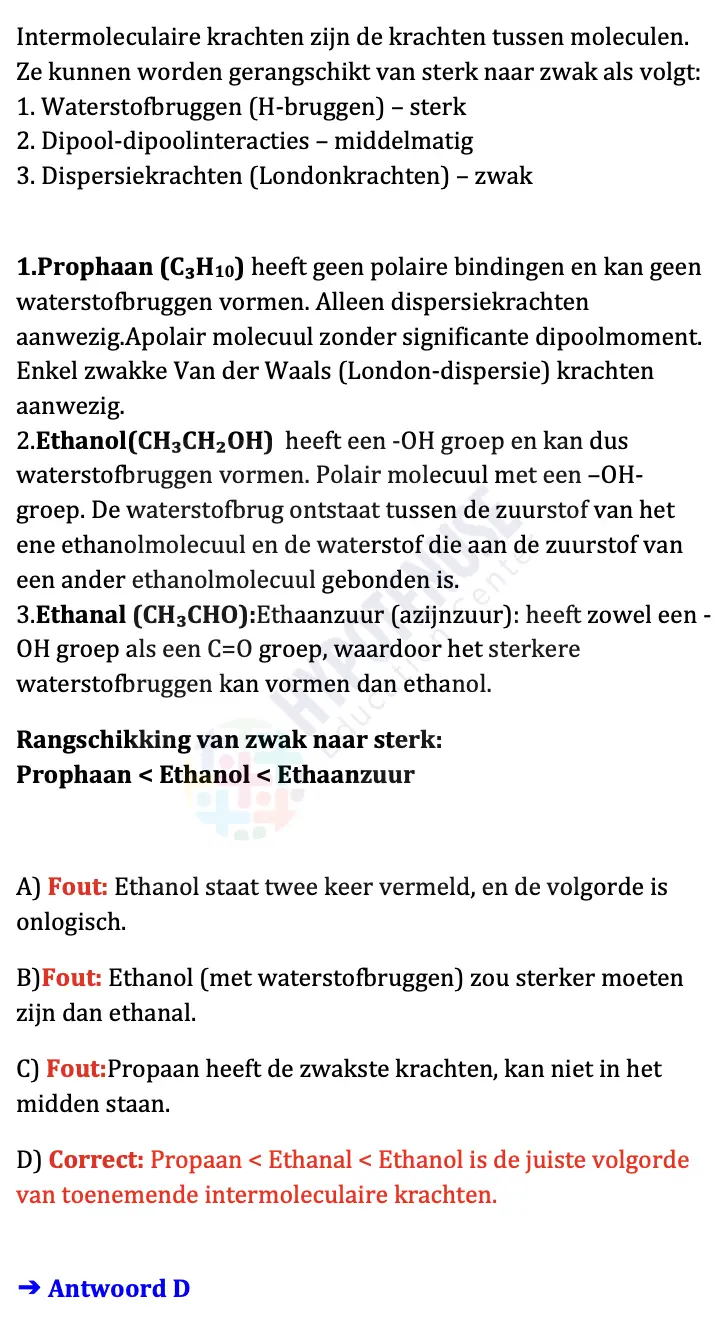 Intermoleculaire krachten zijn de krachten tussen moleculen.
Ze kunnen worden gerangschikt van sterk naar zwak als volgt:
1. Waterstofbruggen (H-bruggen) – sterk
2. Dipool-dipoolinteracties – middelmatig
3. Dispersiekrachten (Londonkrachten) – zwak
1.Prophaan (C₃H₁₀) heeft geen polaire bindingen en kan geen
waterstofbruggen vormen. Alleen dispersiekrachten
aanwezig.Apolair molecuul zonder significante dipoolmoment.
Enkel zwakke Van der Waals (London-dispersie) krachten
aanwezig.
2.Ethanol(CH₃CH₂OH)  heeft een -OH groep en kan dus
waterstofbruggen vormen. Polair molecuul met een –OH-
groep. De waterstofbrug ontstaat tussen de zuurstof van het
ene ethanolmolecuul en de waterstof die aan de zuurstof van
een ander ethanolmolecuul gebonden is.
3.Ethanal (CH₃CHO):Ethaanzuur (azijnzuur): heeft zowel een -
OH groep als een C=O groep, waardoor het sterkere
waterstofbruggen kan vormen dan ethanol.
HYPOTENUSE
Education Center
Rangschikking van zwak naar sterk:
Prophaan < Ethanol < Ethaanzuur
A) Fout: Ethanol staat twee keer vermeld, en de volgorde is
onlogisch.
B)Fout: Ethanol (met waterstofbruggen) zou sterker moeten
zijn dan ethanal.
C) Fout:Propaan heeft de zwakste krachten, kan niet in het
midden staan.
D) Correct: Propaan < Ethanal < Ethanol is de juiste volgorde
van toenemende intermoleculaire krachten.
➔ Antwoord D